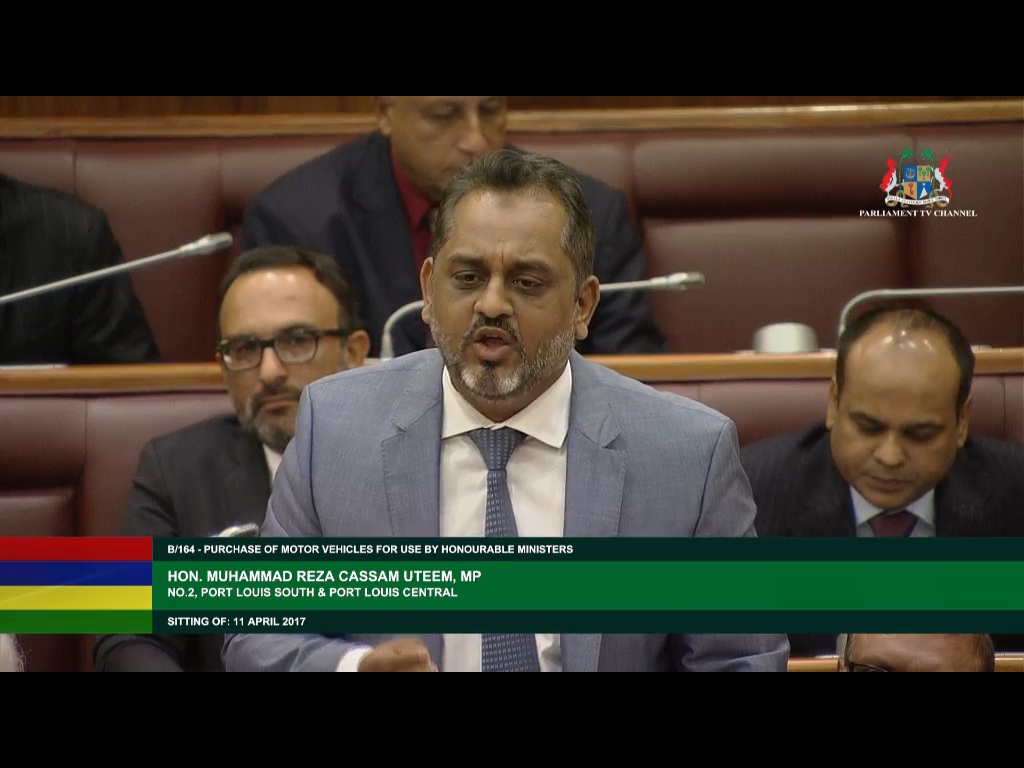 PARLIAMENT TV CHANNEL
B/164 - PURCHASE OF MOTOR VEHICLES FOR USE BY HONOURABLE MINISTERS
HON. MUHAMMAD REZA CASSAM UTEEM, MP
NO.2, PORT LOUIS SOUTH & PORT LOUIS CENTRAL
SITTING OF: 11 APRIL 2017